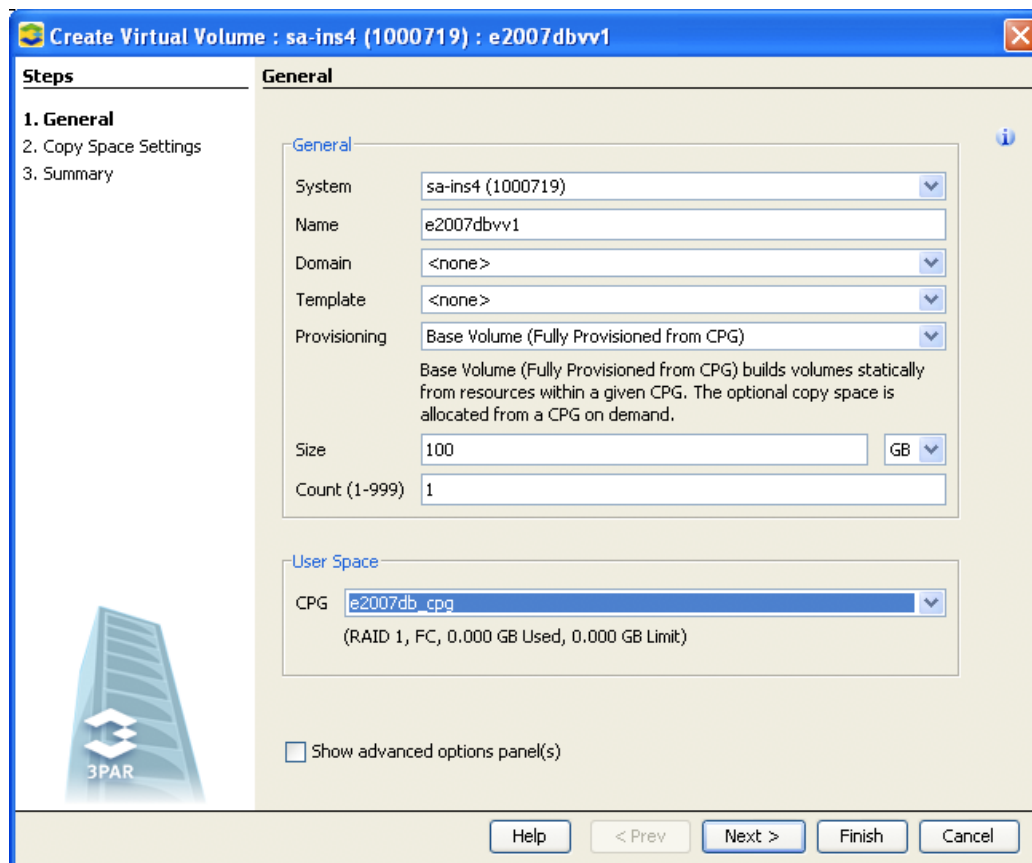 Create Virtual Volume : sa-ins4 (1000719) : e2007dbvv1
Steps
1. General
2. Copy Space Settings
3. Summary
3PAR
General
General
System sa-ins4 (1000719)
Name e2007dbvv1
Domain <none>
Template <none>
Provisioning Base Volume (Fully Provisioned from CPG)
Base Volume (Fully Provisioned from CPG) builds volumes statically
from resources within a given CPG. The optional copy space is
allocated from a CPG on demand.
Size 100 GB
Count (1-999) 1
User Space
CPG e2007db_cpg
(RAID 1, FC, 0.000 GB Used, 0.000 GB Limit)
Show advanced options panel(s)
Help < Prev Next > Finish Cancel